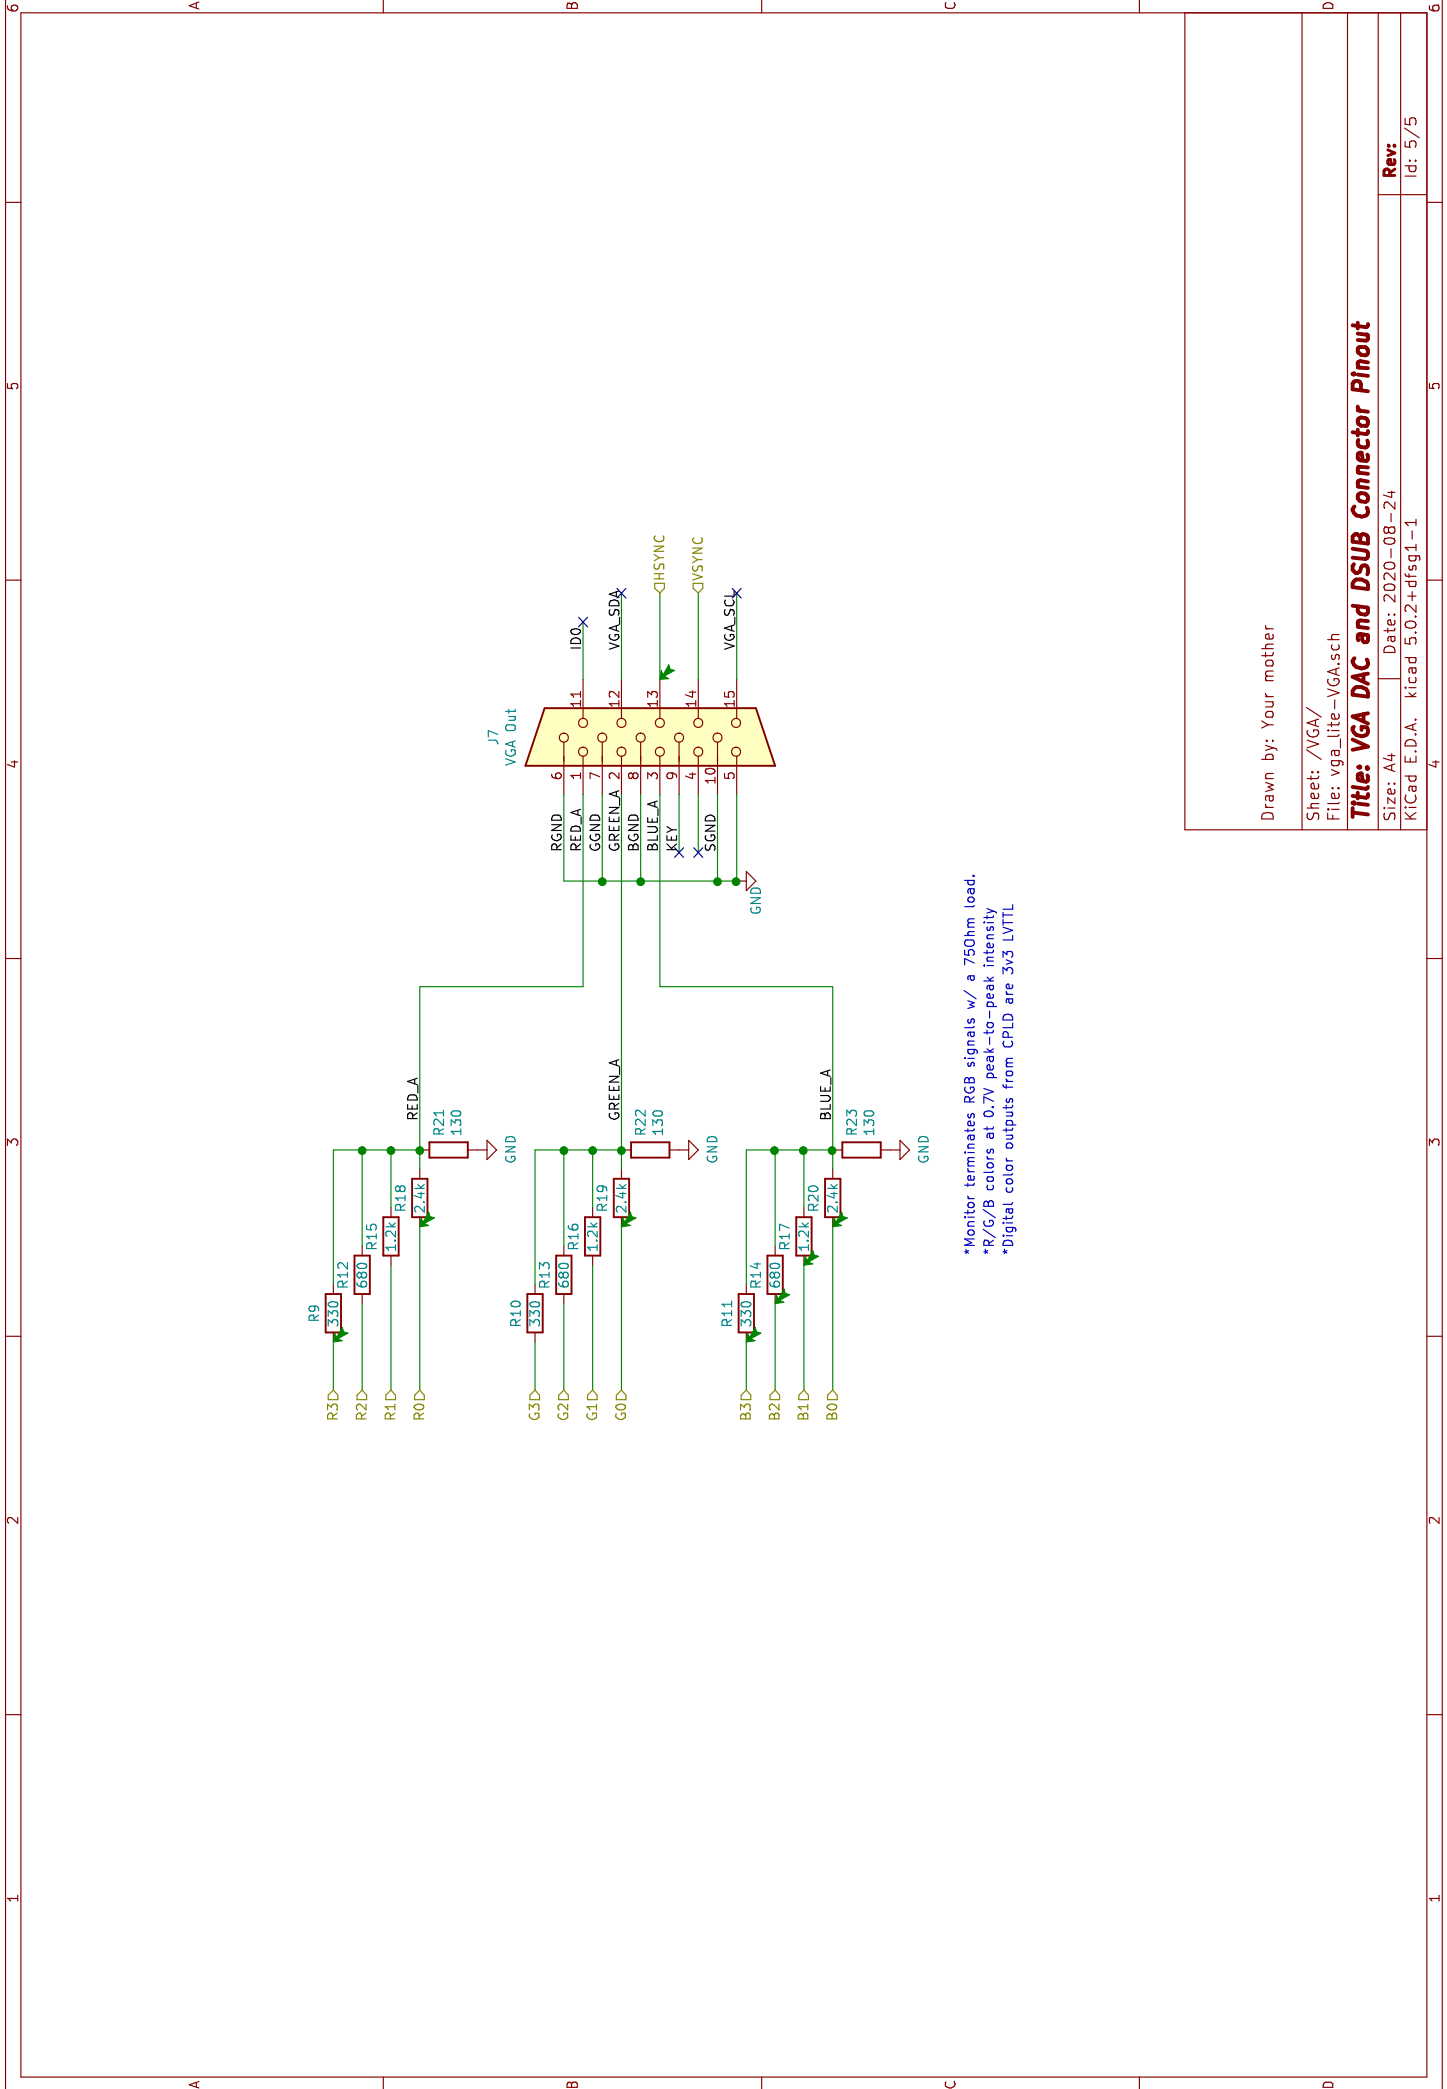 1
2
3
4
5
6
A
B
C
D
R3
R2
R1
R0
R9
330
R12
680
R15
1.2k
R18
2.4k
RED_A
R21
130
GND
G3
G2
G1
G0
R10
330
R13
680
R16
1.2k
R19
2.4k
GREEN_A
R22
130
GND
B3
B2
B1
B0
R11
330
R14
680
R17
1.2k
R20
2.4k
BLUE_A
R23
130
GND
J7
VGA Out
RGND
RED_A
GGND
GREEN_A
BGND
BLUE_A
KEY
SGND
GND
6
1
7
2
8
3
9
4
10
5
11
12
13
14
15
ID0
VGA_SDA
HSYNC
VSYNC
VGA_SCL
*Monitor terminates RGB signals w/ a 75Ohm load.
*R/G/B colors at 0.7V peak-to-peak intensity
*Digital color outputs from CPLD are 3v3 LVTTL
Drawn by: Your mother
Sheet: /VGA/
File: vga_lite-VGA.sch
Title: VGA DAC and DSUB Connector Pinout
Size: A4
Date: 2020-08-24
Rev:
KiCad E.D.A. kicad 5.0.2+dfsg1-1
Id: 5/5
1
2
3
4
5
6
A
B
C
D